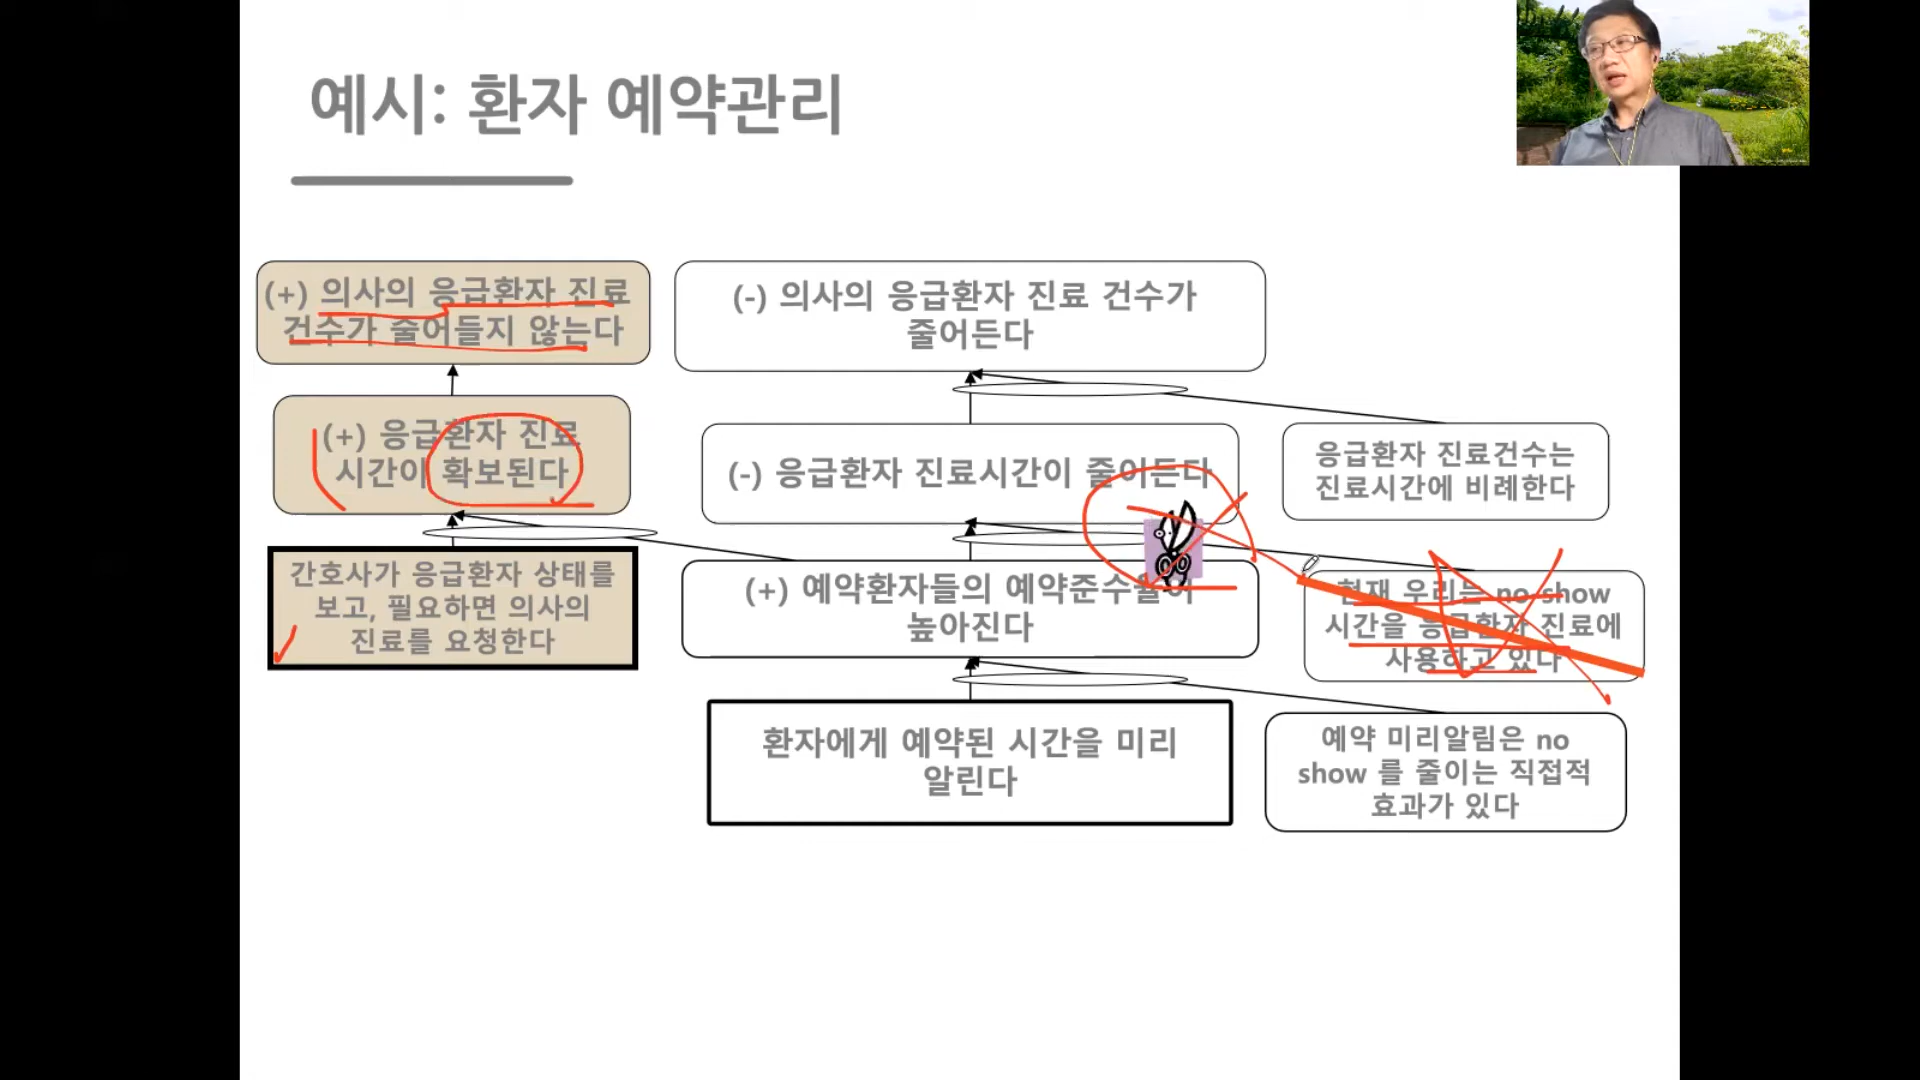 예시: 환자 예약관리
(+) 의사의 응급환자 진료
건수가 줄어들지 않는다
(-) 의사의 응급환자 진료 건수가
줄어든다
(+) 응급환자 진료
시간이 확보된다
(-) 응급환자 진료시간이 줄어든다
응급환자 진료건수는
진료시간에 비례한다
간호사가 응급환자 상태를
보고, 필요하면 의사의
진료를 요청한다
(+) 예약환자들의 예약준수율이
높아진다
현재 우리는 no show
시간을 응급환자 진료에
사용하고 있다
환자에게 예약된 시간을 미리
알린다
예약 미리알림은 no
show 를 줄이는 직접적
효과가 있다